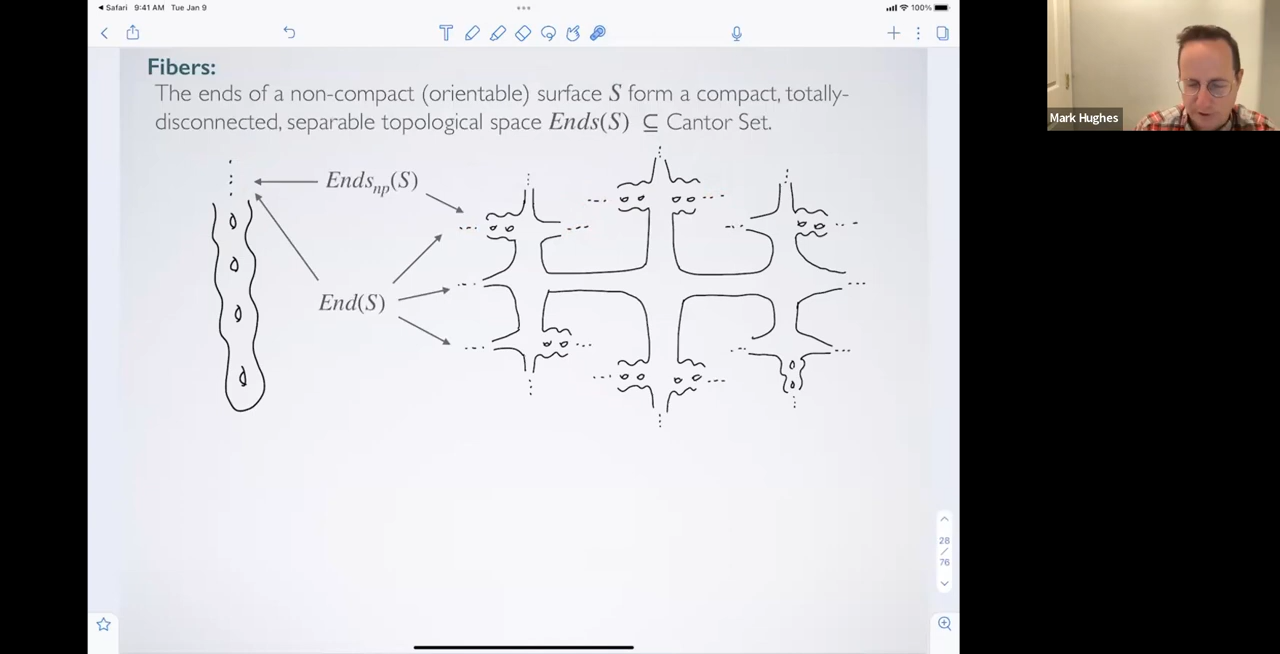 Safari 9:41 AM Tue Jan 9
100%
Mark Hughes
Fibers:
The ends of a non-compact (orientable) surface S form a compact, totally-
disconnected, separable topological space Ends(S) ⊆ Cantor Set.
Ends_np(S)
End(S)
28
/
76